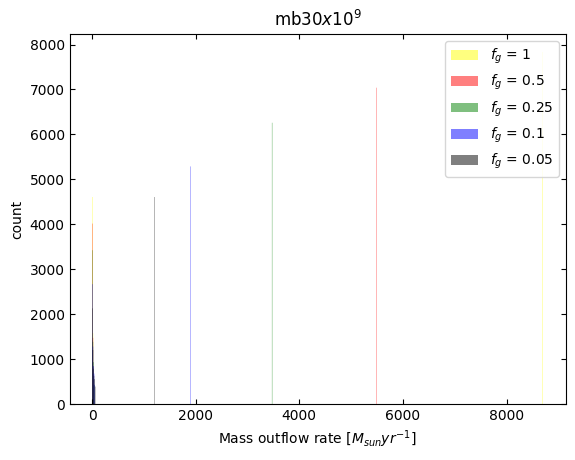 mb30x10^9
8000
7000
6000
5000
4000
3000
2000
1000
0
count
0 2000 4000 6000 8000
Mass outflow rate [M_sun yr^-1]
f_g = 1
f_g = 0.5
f_g = 0.25
f_g = 0.1
f_g = 0.05